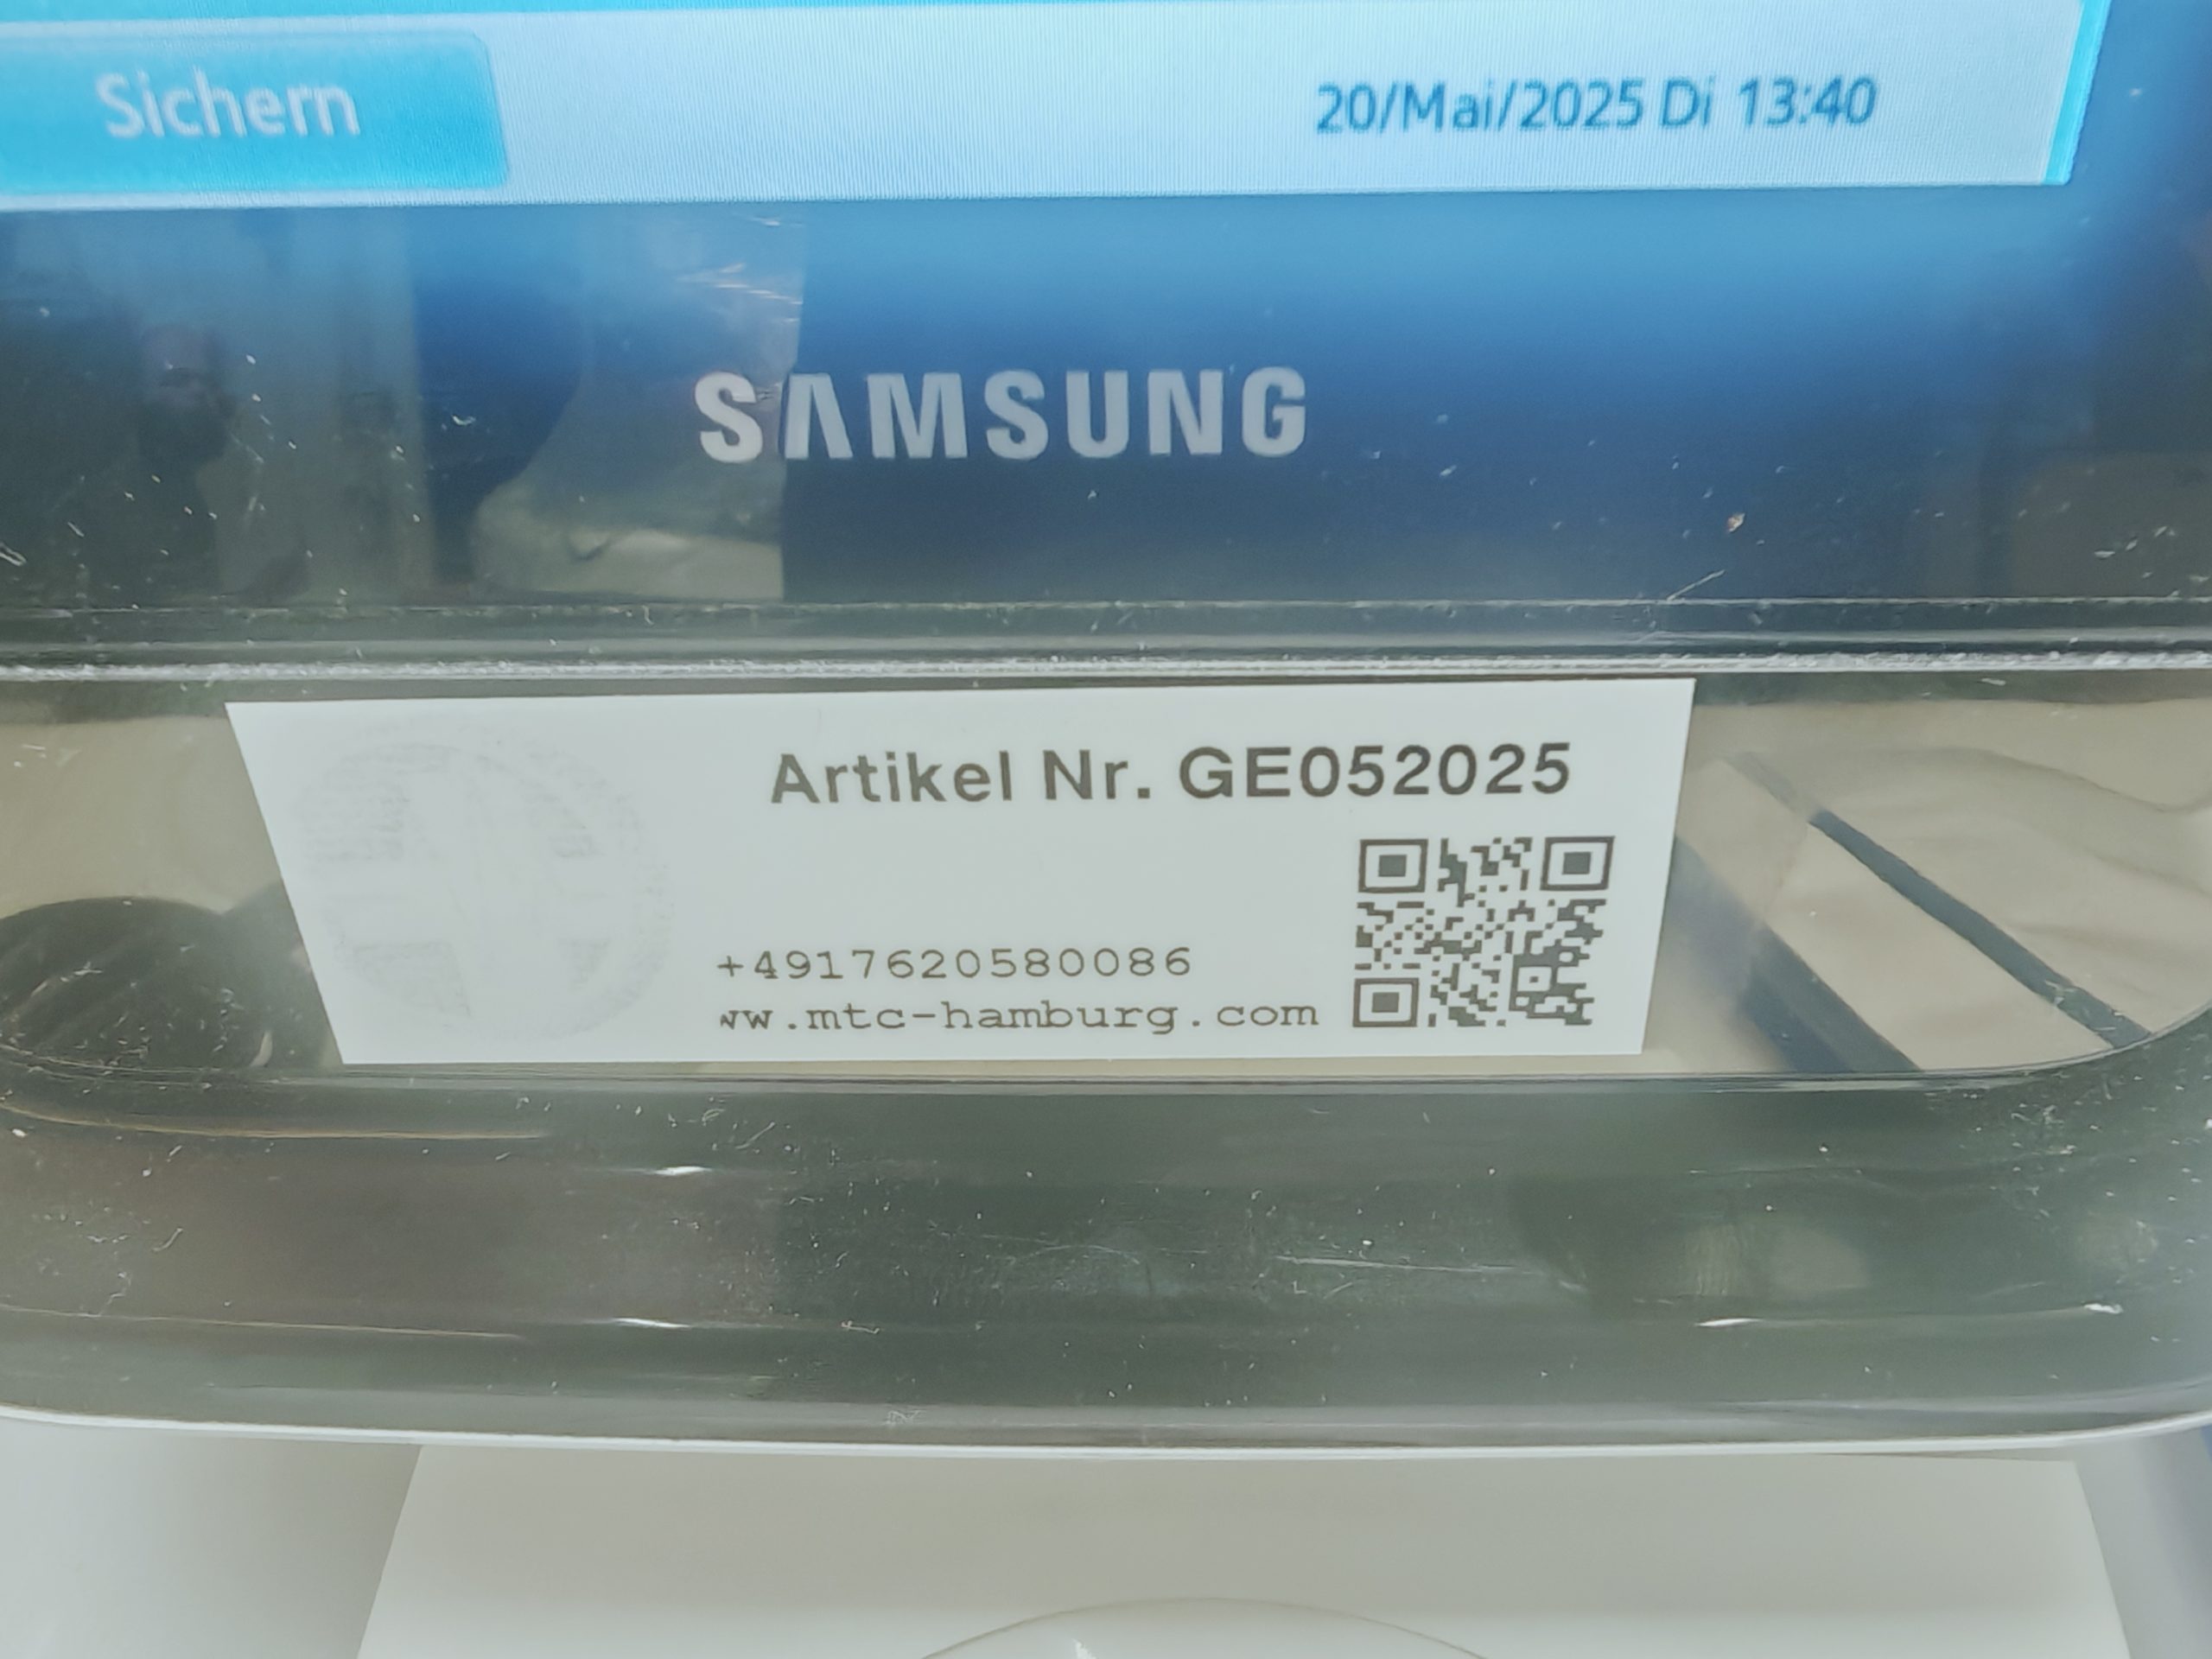 Sichern
20/Mai/2025 Di 13:40
SAMSUNG
Artikel Nr. GE052025
+4917620580086
ww.mtc-hamburg.com